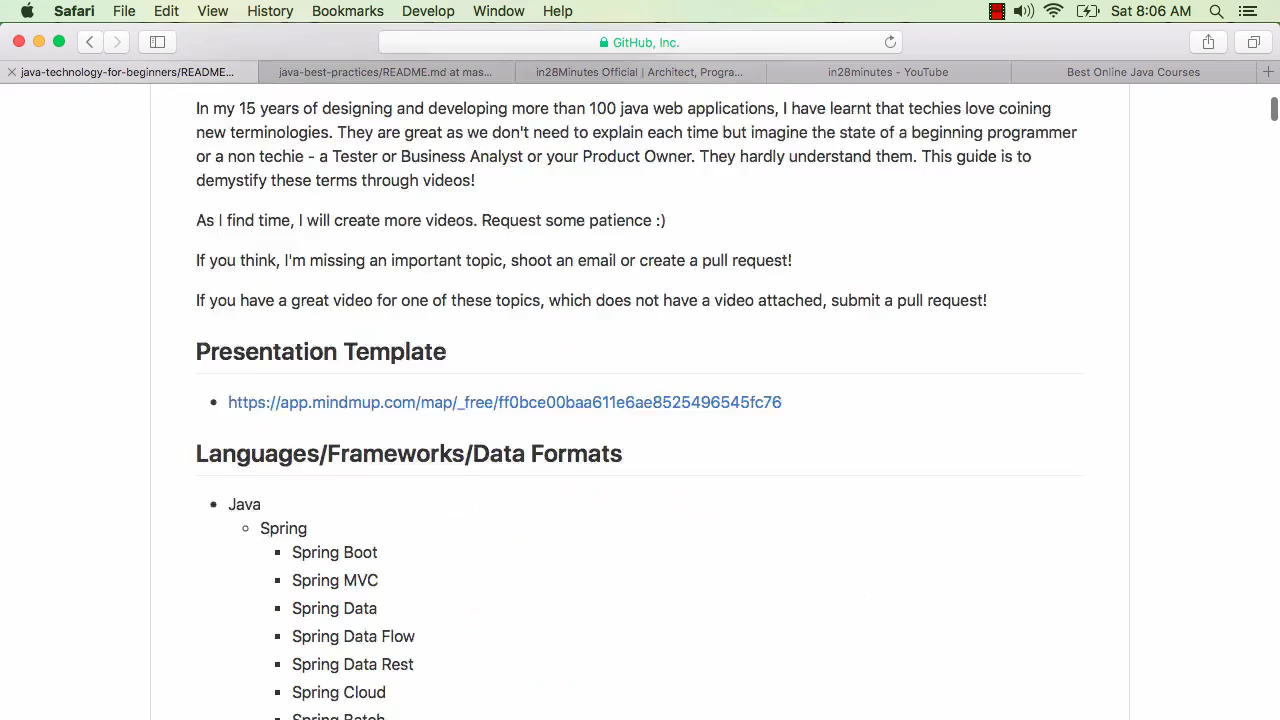 Safari File Edit View History Bookmarks Develop Window Help Sat 8:06 AM
GitHub, Inc.
java-technology-for-beginners/README... java-best-practices/README.md at mas... in28Minutes Official | Architect, Progra... in28minutes - YouTube Best Online Java Courses
In my 15 years of designing and developing more than 100 java web applications, I have learnt that techies love coining
new terminologies. They are great as we don't need to explain each time but imagine the state of a beginning programmer
or a non techie - a Tester or Business Analyst or your Product Owner. They hardly understand them. This guide is to
demystify these terms through videos!
As I find time, I will create more videos. Request some patience :)
If you think, I'm missing an important topic, shoot an email or create a pull request!
If you have a great video for one of these topics, which does not have a video attached, submit a pull request!
Presentation Template
https://app.mindmup.com/map/_free/ff0bce00baa611e6ae8525496545fc76
Languages/Frameworks/Data Formats
Java
Spring
Spring Boot
Spring MVC
Spring Data
Spring Data Flow
Spring Data Rest
Spring Cloud
Spring Batch